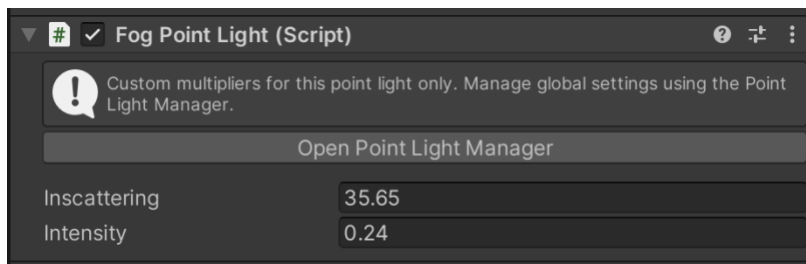 # Fog Point Light (Script)
Custom multipliers for this point light only. Manage global settings using the Point
Light Manager.
Open Point Light Manager
Inscattering 35.65
Intensity 0.24